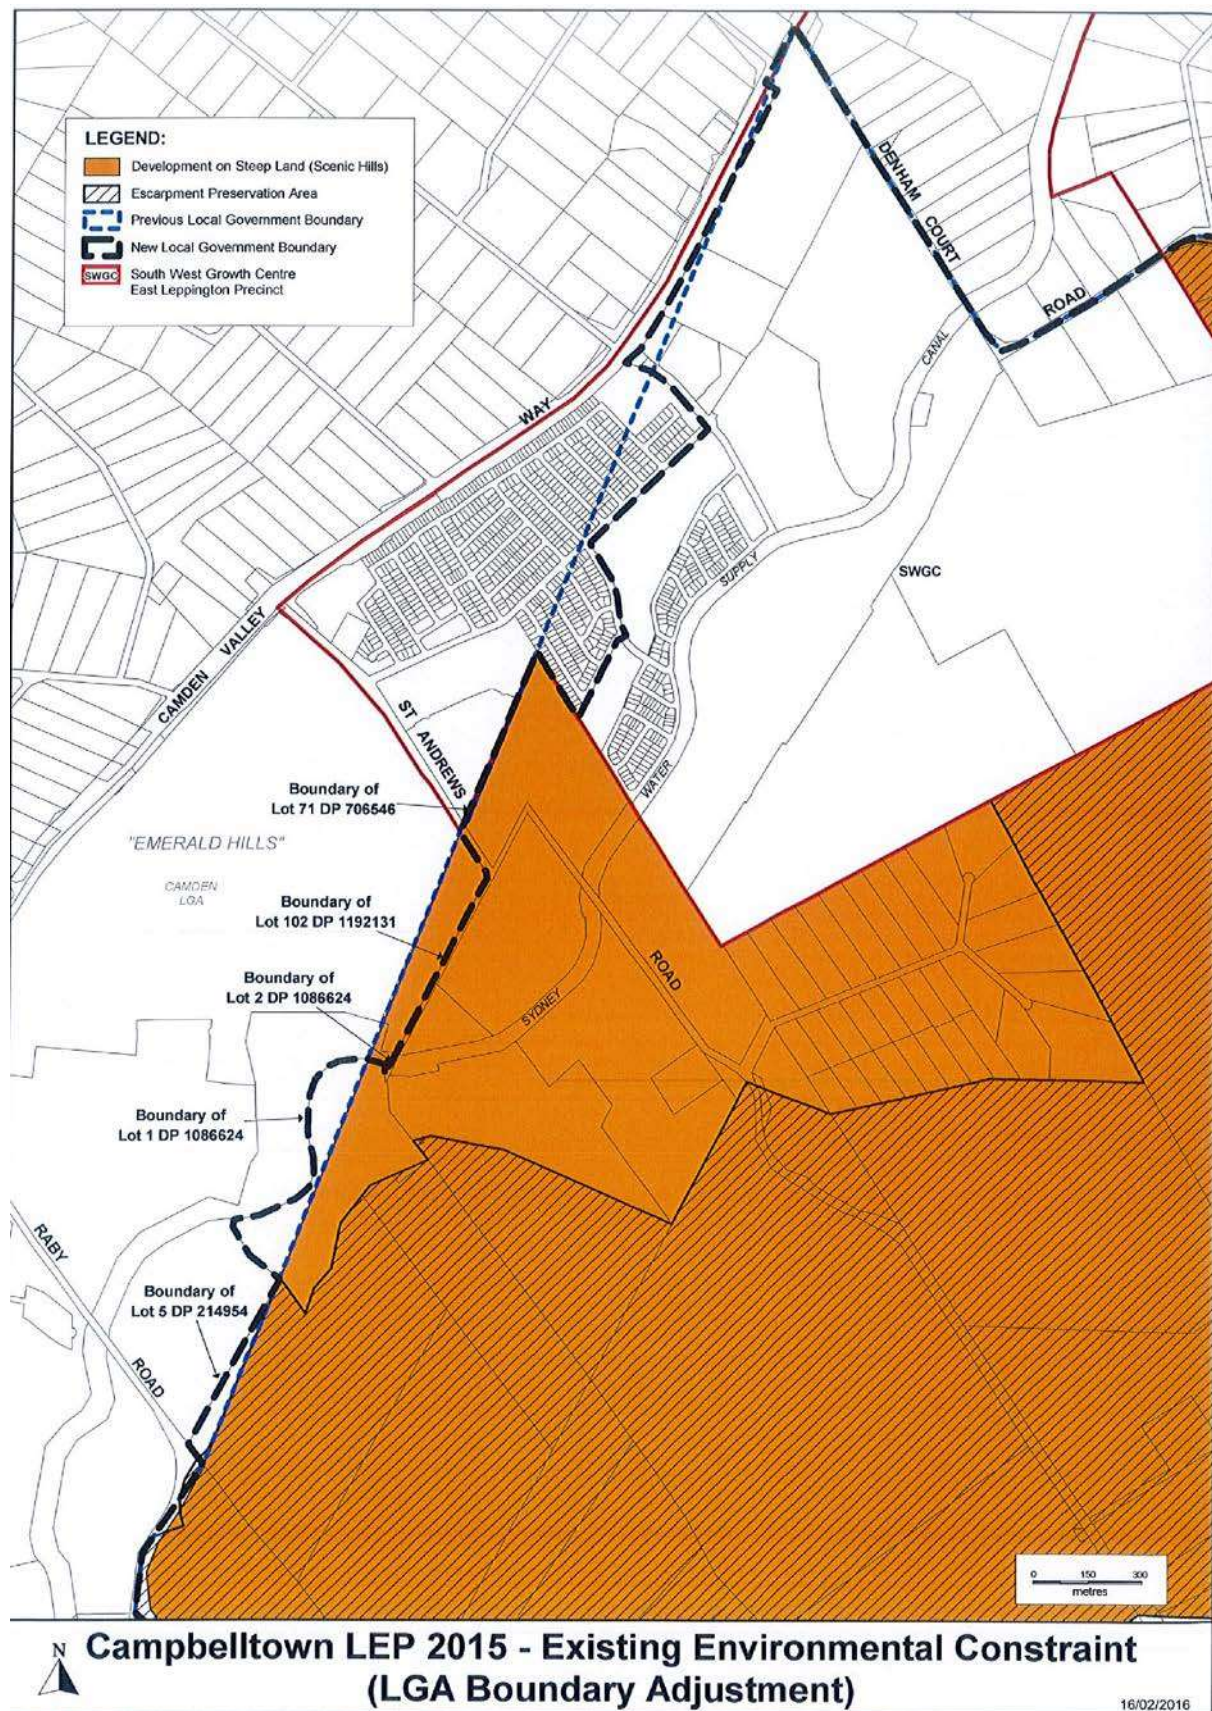 LEGEND:
Development on Steep Land (Scenic Hills)
Escarpment Preservation Area
Previous Local Government Boundary
New Local Government Boundary
SWGC
South West Growth Centre
East Leppington Precinct
DENHAM
COURT
ROAD
CANAL
WAY
SWGC
SUPPLY
VALLEY
CAMDEN
ST ANDREWS
WATER
Boundary of
Lot 71 DP 706546
"EMERALD HILLS"
CAMDEN
LGA
Boundary of
Lot 102 DP 1192131
ROAD
Boundary of
Lot 2 DP 1086624
SYDNEY
Boundary of
Lot 1 DP 1086624
RABY
Boundary of
Lot 5 DP 214954
ROAD
0 150 300
metres
N
Campbelltown LEP 2015 - Existing Environmental Constraint
(LGA Boundary Adjustment)
16/02/2016